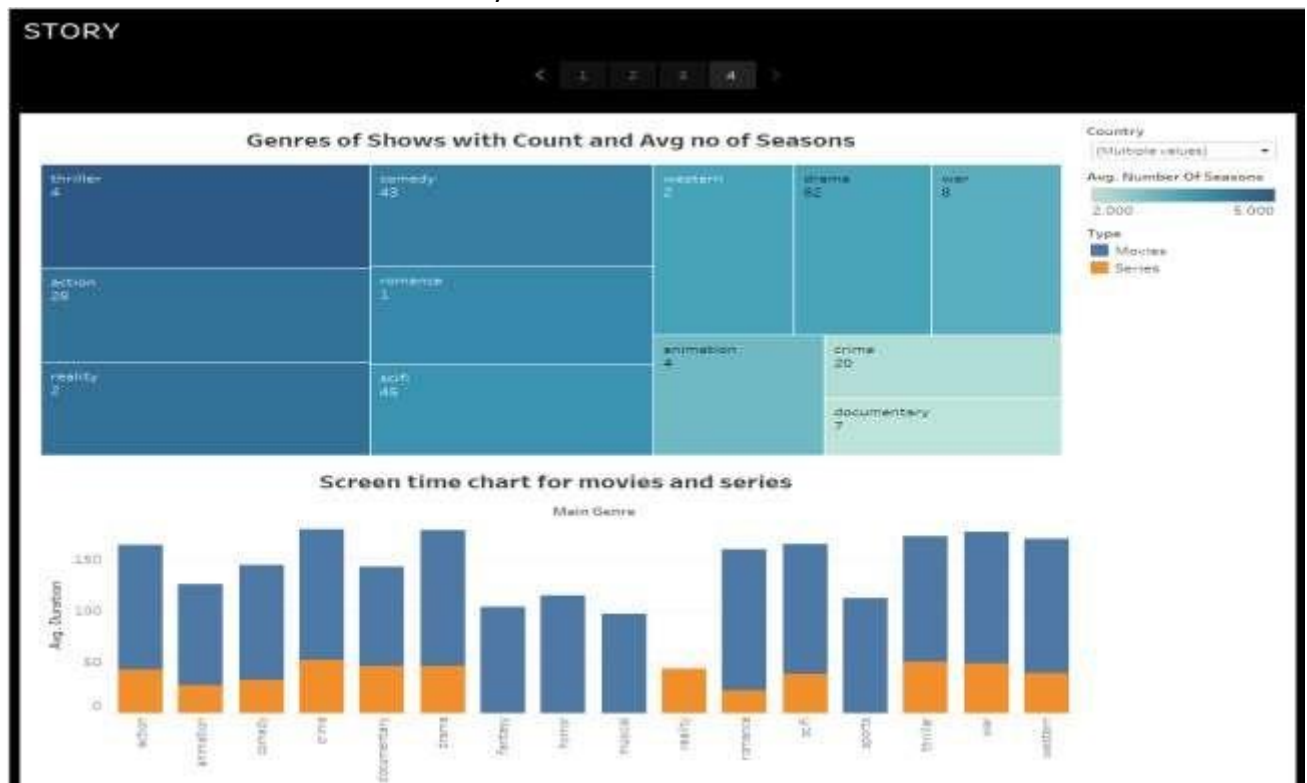 STORY
< 1 2 3 4 >
Genres of Shows with Count and Avg no of Seasons
thriller
4
comedy
43
western
2
drama
82
war
8
action
28
romance
1
reality
2
scifi
45
animation
4
crime
20
documentary
7
Country
(Multiple values)
Avg. Number Of Seasons
2.000 5.000
Type
Movies
Series
Screen time chart for movies and series
Main Genre
Avg. Duration
150
100
50
0
action
animation
comedy
crime
documentary
drama
fantasy
horror
musical
reality
romance
scifi
sports
thriller
war
western